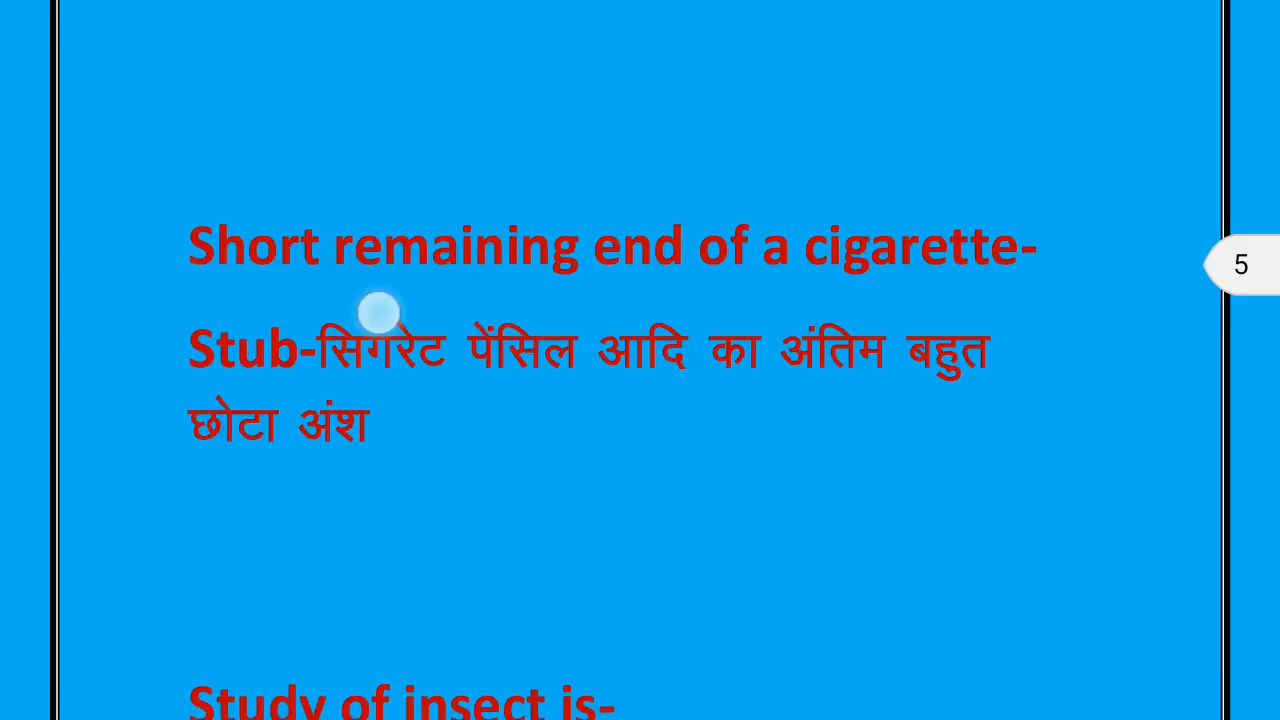 Short remaining end of a cigarette-
5
Stub-सिगरेट पेंसिल आदि का अंतिम बहुत
छोटा अंश
Study of insect is-